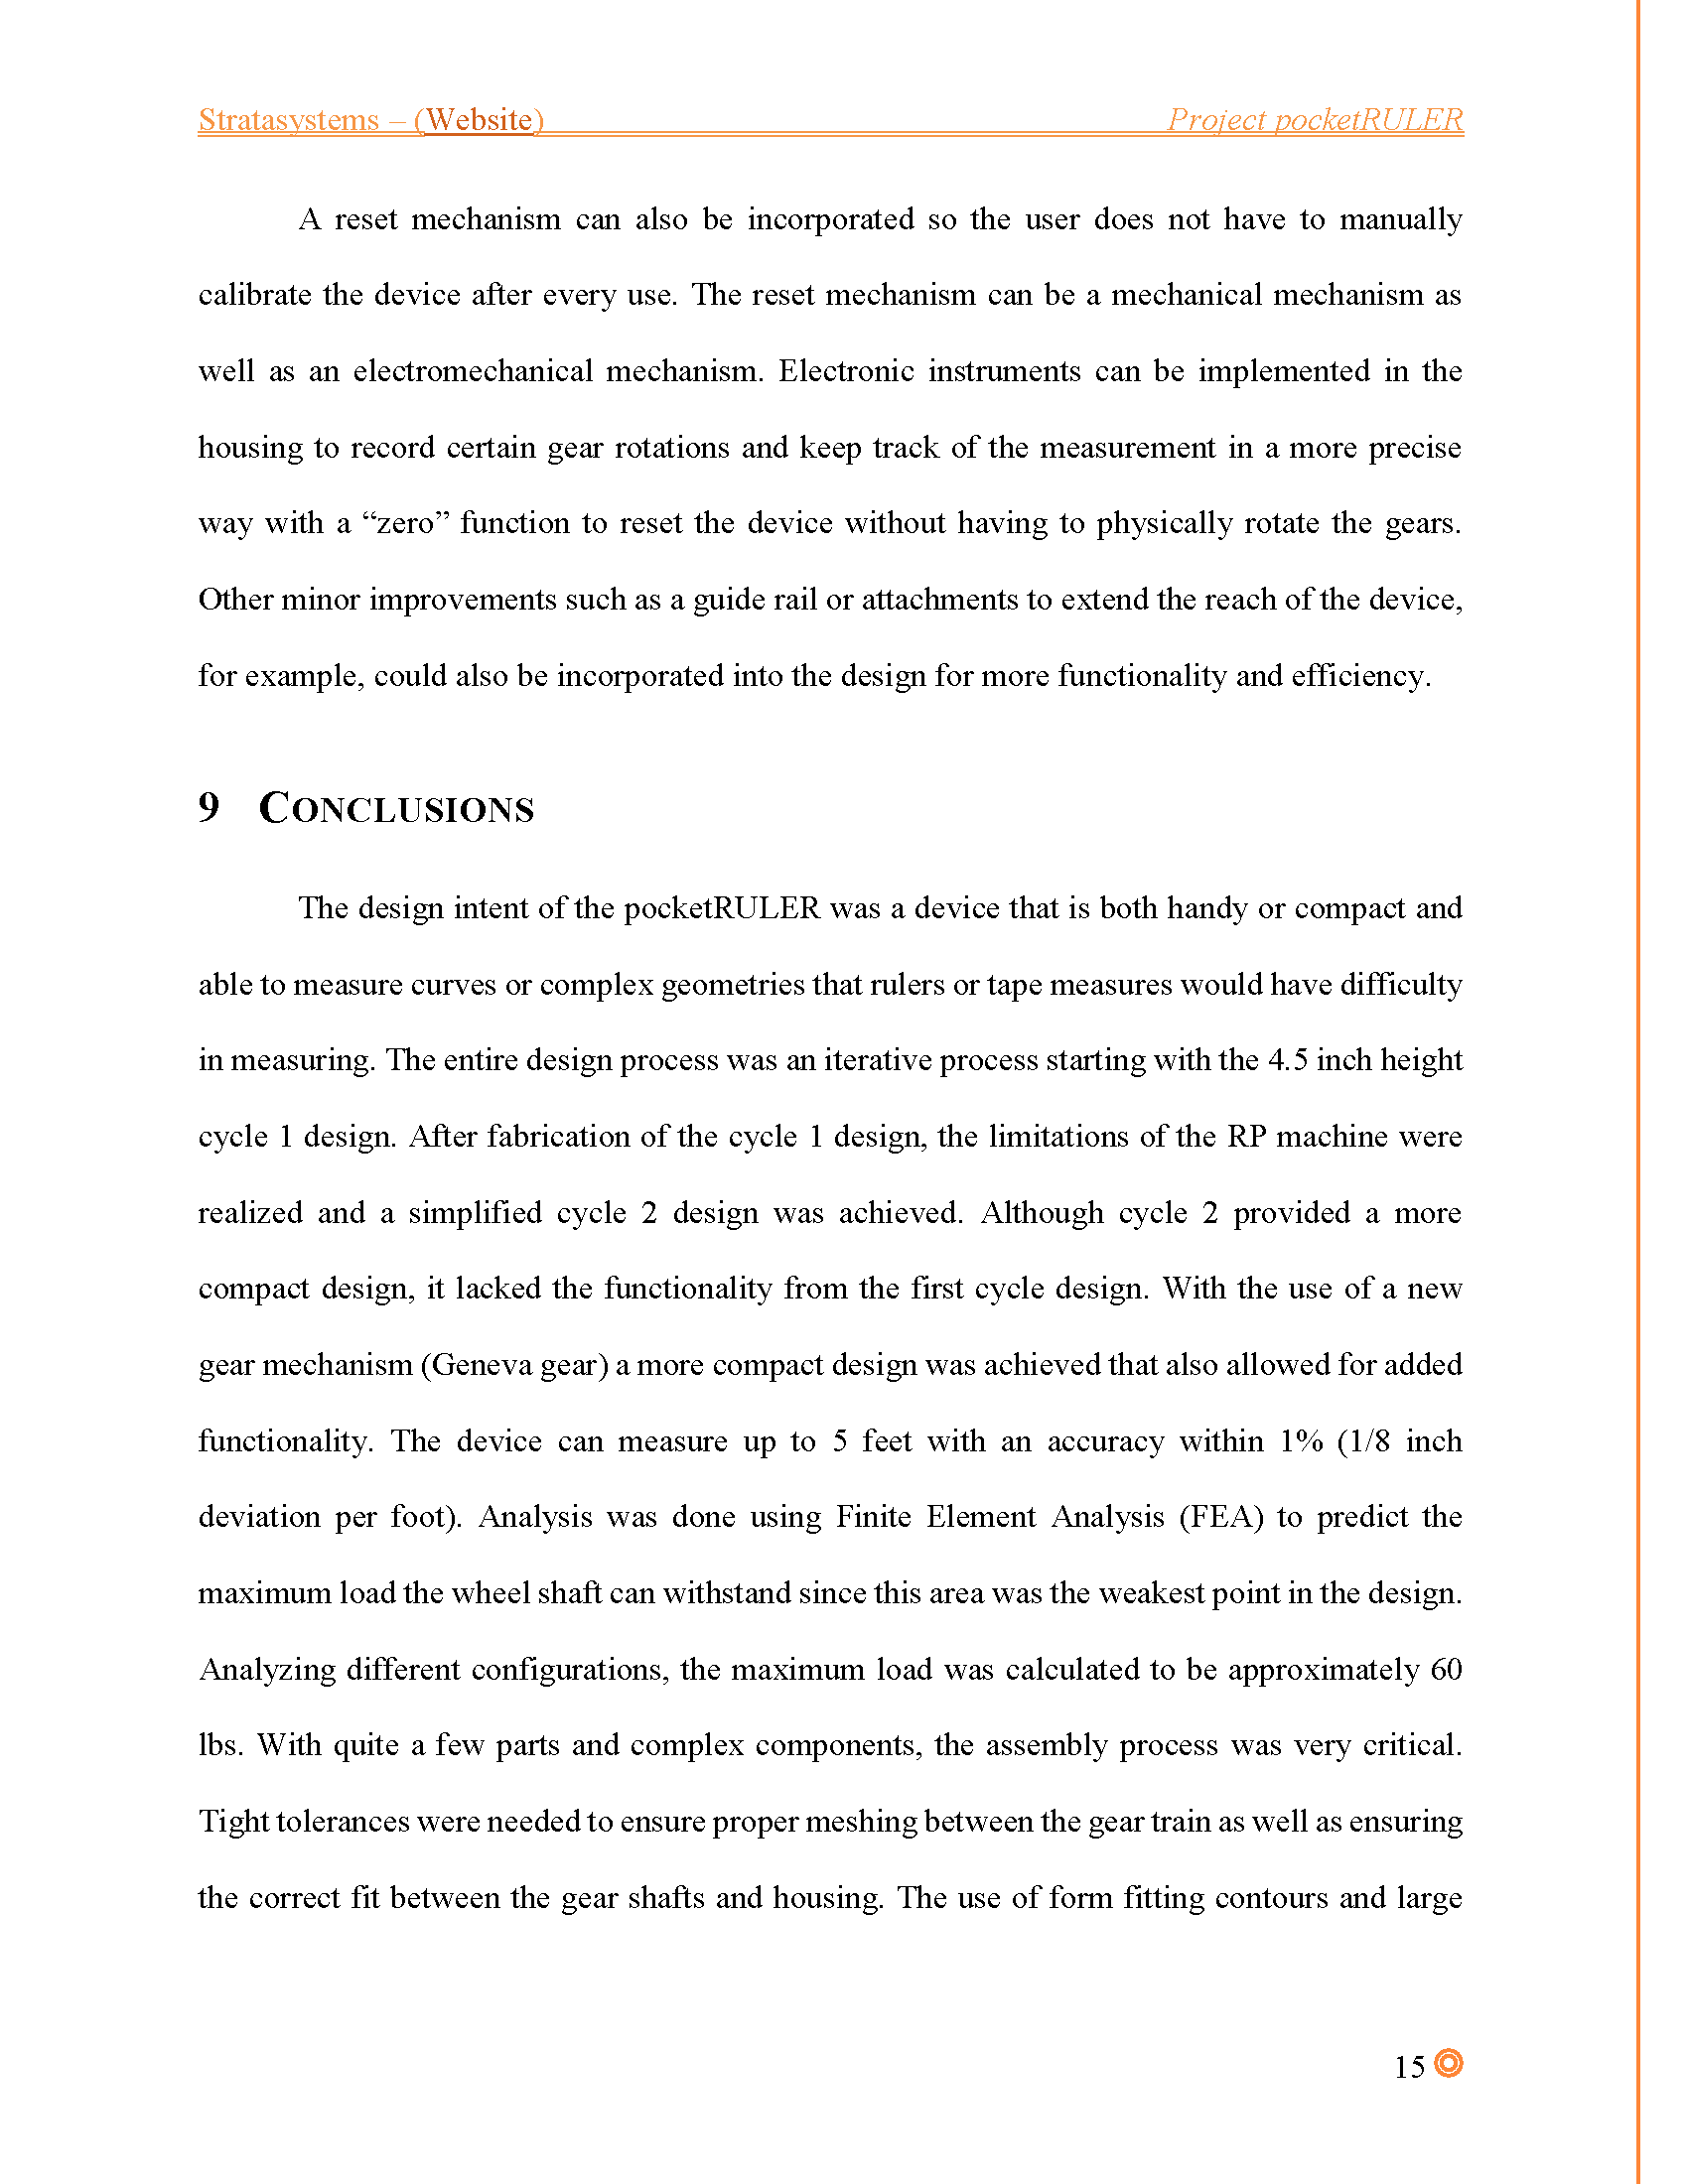 Stratasystems – (Website) Project pocketRULER
A reset mechanism can also be incorporated so the user does not have to manually
calibrate the device after every use. The reset mechanism can be a mechanical mechanism as
well as an electromechanical mechanism. Electronic instruments can be implemented in the
housing to record certain gear rotations and keep track of the measurement in a more precise
way with a “zero” function to reset the device without having to physically rotate the gears.
Other minor improvements such as a guide rail or attachments to extend the reach of the device,
for example, could also be incorporated into the design for more functionality and efficiency.
9 CONCLUSIONS
The design intent of the pocketRULER was a device that is both handy or compact and
able to measure curves or complex geometries that rulers or tape measures would have difficulty
in measuring. The entire design process was an iterative process starting with the 4.5 inch height
cycle 1 design. After fabrication of the cycle 1 design, the limitations of the RP machine were
realized and a simplified cycle 2 design was achieved. Although cycle 2 provided a more
compact design, it lacked the functionality from the first cycle design. With the use of a new
gear mechanism (Geneva gear) a more compact design was achieved that also allowed for added
functionality. The device can measure up to 5 feet with an accuracy within 1% (1/8 inch
deviation per foot). Analysis was done using Finite Element Analysis (FEA) to predict the
maximum load the wheel shaft can withstand since this area was the weakest point in the design.
Analyzing different configurations, the maximum load was calculated to be approximately 60
lbs. With quite a few parts and complex components, the assembly process was very critical.
Tight tolerances were needed to ensure proper meshing between the gear train as well as ensuring
the correct fit between the gear shafts and housing. The use of form fitting contours and large
15